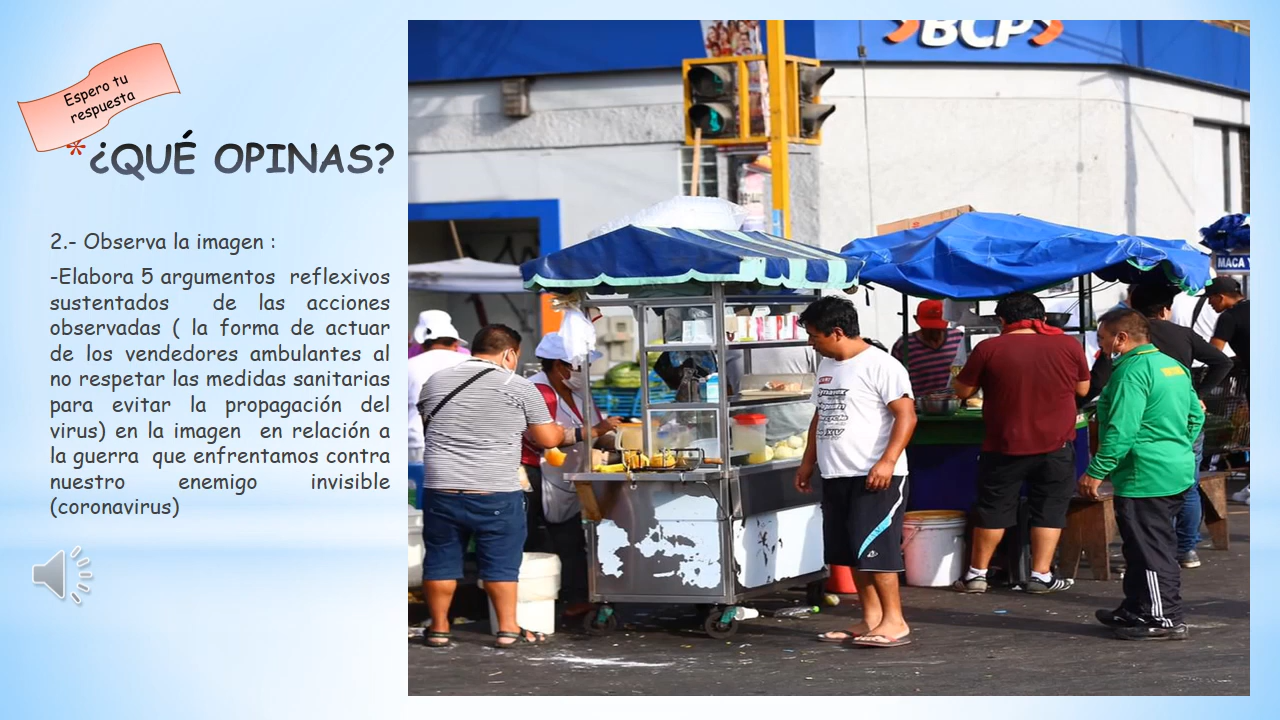 Espero tu
respuesta
*¿QUÉ OPINAS?
2.- Observa la imagen :
-Elabora 5 argumentos reflexivos
sustentados de las acciones
observadas ( la forma de actuar
de los vendedores ambulantes al
no respetar las medidas sanitarias
para evitar la propagación del
virus) en la imagen en relación a
la guerra que enfrentamos contra
nuestro enemigo invisible
(coronavirus)
BCP
MACA Y